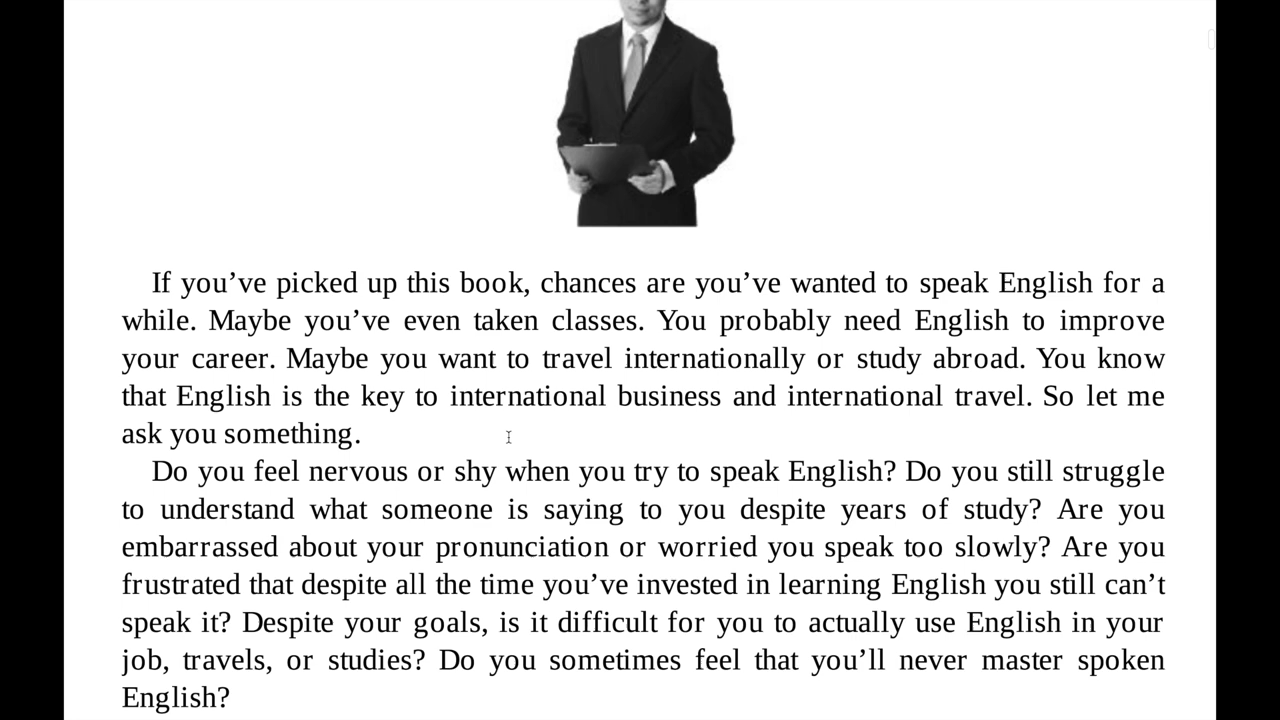 If you’ve picked up this book, chances are you’ve wanted to speak English for a
while. Maybe you’ve even taken classes. You probably need English to improve
your career. Maybe you want to travel internationally or study abroad. You know
that English is the key to international business and international travel. So let me
ask you something.
Do you feel nervous or shy when you try to speak English? Do you still struggle
to understand what someone is saying to you despite years of study? Are you
embarrassed about your pronunciation or worried you speak too slowly? Are you
frustrated that despite all the time you’ve invested in learning English you still can’t
speak it? Despite your goals, is it difficult for you to actually use English in your
job, travels, or studies? Do you sometimes feel that you’ll never master spoken
English?